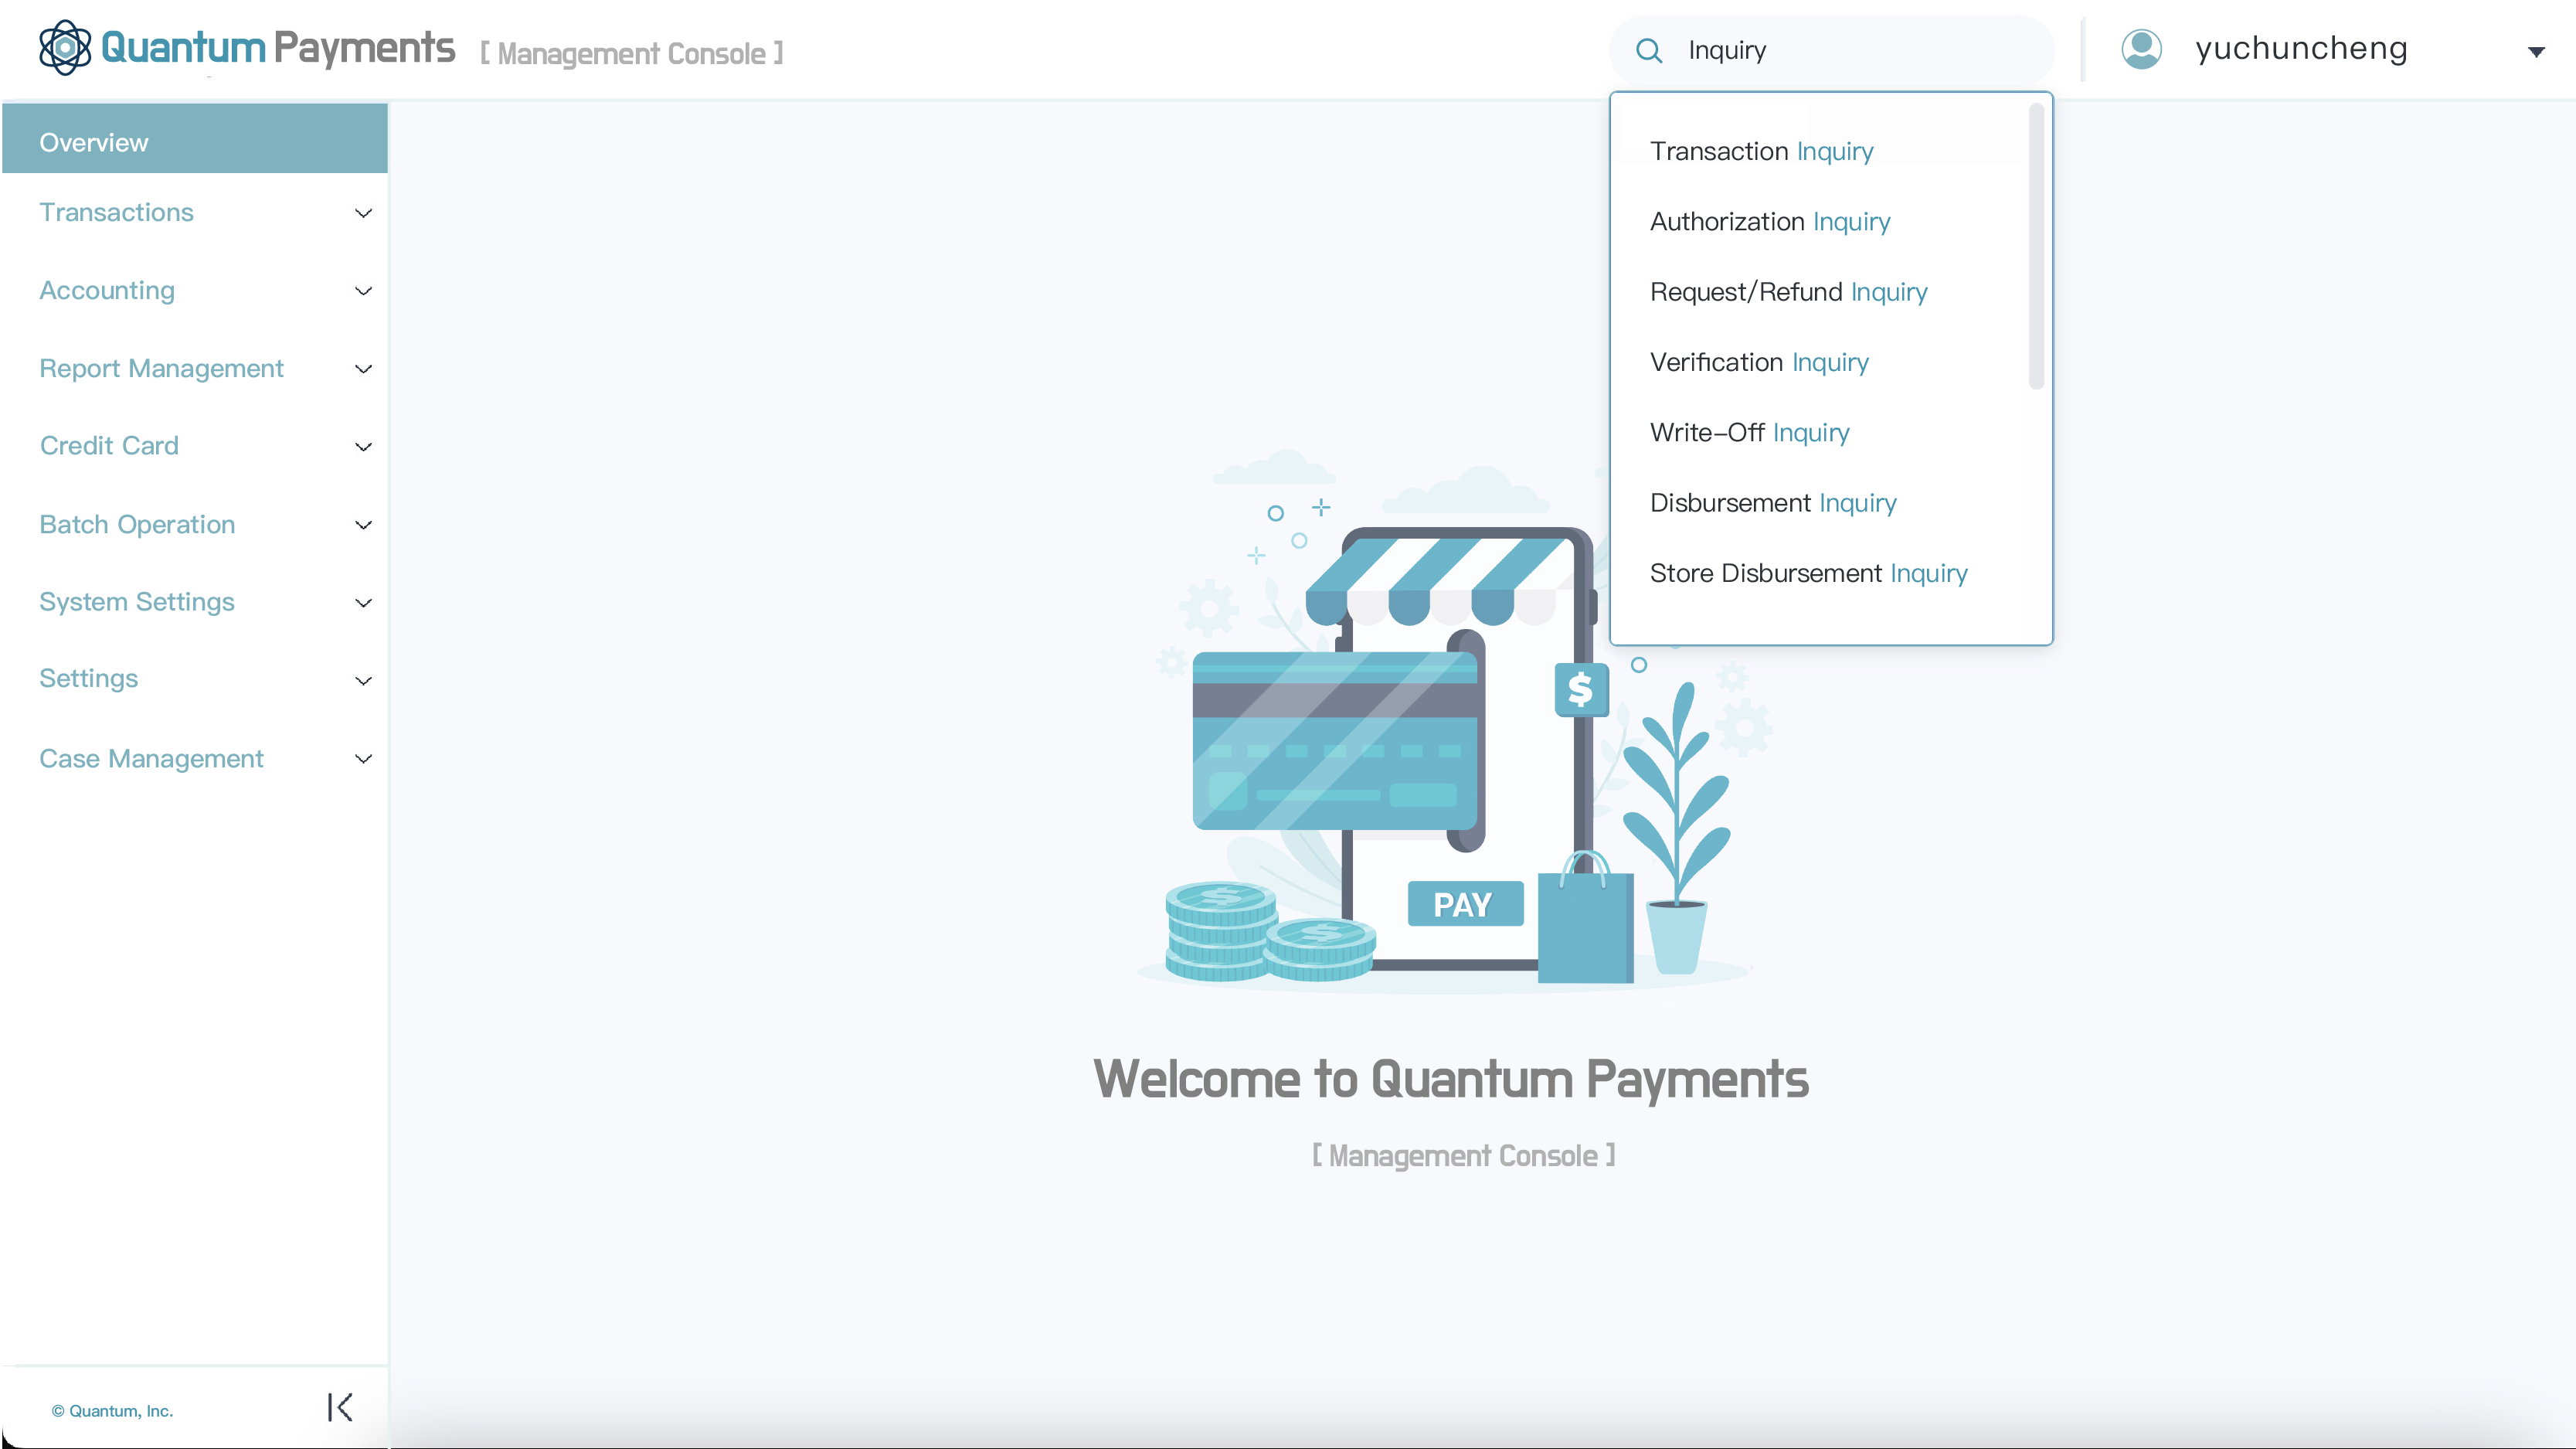 Quantum Payments [ Management Console ]
Inquiry
yuchuncheng
Overview
Transactions
Accounting
Report Management
Credit Card
Batch Operation
System Settings
Settings
Case Management
Transaction Inquiry
Authorization Inquiry
Request/Refund Inquiry
Verification Inquiry
Write-Off Inquiry
Disbursement Inquiry
Store Disbursement Inquiry
$
PAY
$
$
Welcome to Quantum Payments
[ Management Console ]
© Quantum, Inc.